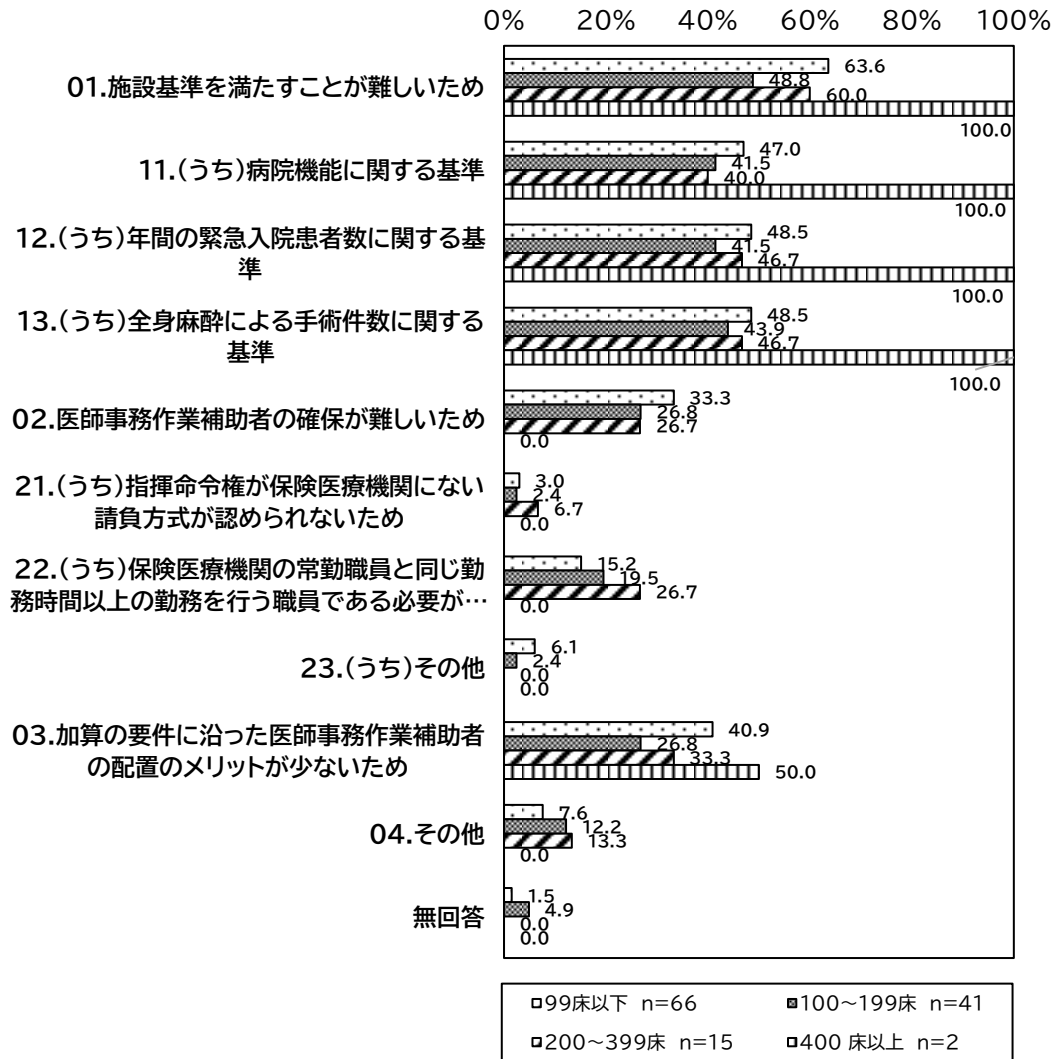 0% 20% 40% 60% 80% 100%
01.施設基準を満たすことが難しいため
63.6
48.8
60.0
100.0
11.(うち)病院機能に関する基準
47.0
41.5
40.0
100.0
12.(うち)年間の緊急入院患者数に関する基
準
48.5
41.5
46.7
100.0
13.(うち)全身麻酔による手術件数に関する
基準
48.5
43.9
46.7
100.0
02.医師事務作業補助者の確保が難しいため
33.3
26.8
26.7
0.0
21.(うち)指揮命令権が保険医療機関にない
請負方式が認められないため
3.0
2.4
6.7
0.0
22.(うち)保険医療機関の常勤職員と同じ勤
務時間以上の勤務を行う職員である必要が…
15.2
19.5
26.7
0.0
23.(うち)その他
6.1
2.4
0.0
0.0
03.加算の要件に沿った医師事務作業補助者
の配置のメリットが少ないため
40.9
26.8
33.3
50.0
04.その他
7.6
12.2
13.3
0.0
無回答
1.5
4.9
0.0
0.0
99床以下 n=66 100~199床 n=41
200~399床 n=15 400 床以上 n=2